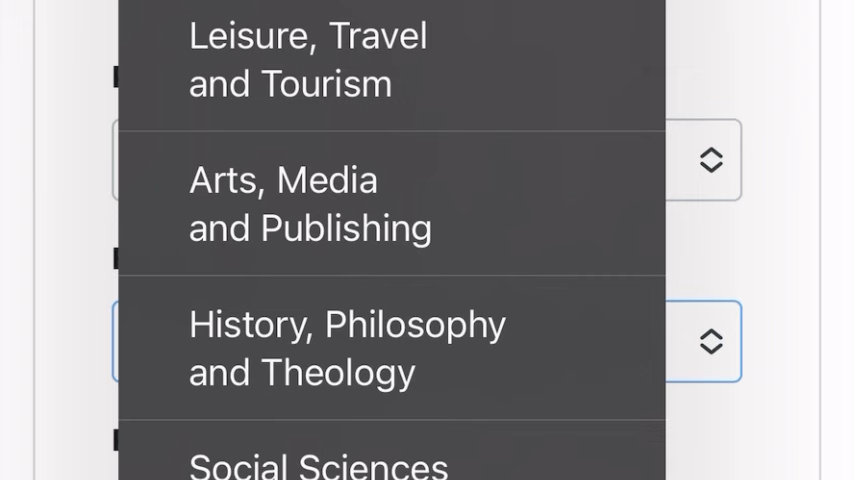 Leisure, Travel
and Tourism
Arts, Media
and Publishing
History, Philosophy
and Theology
Social Sciences